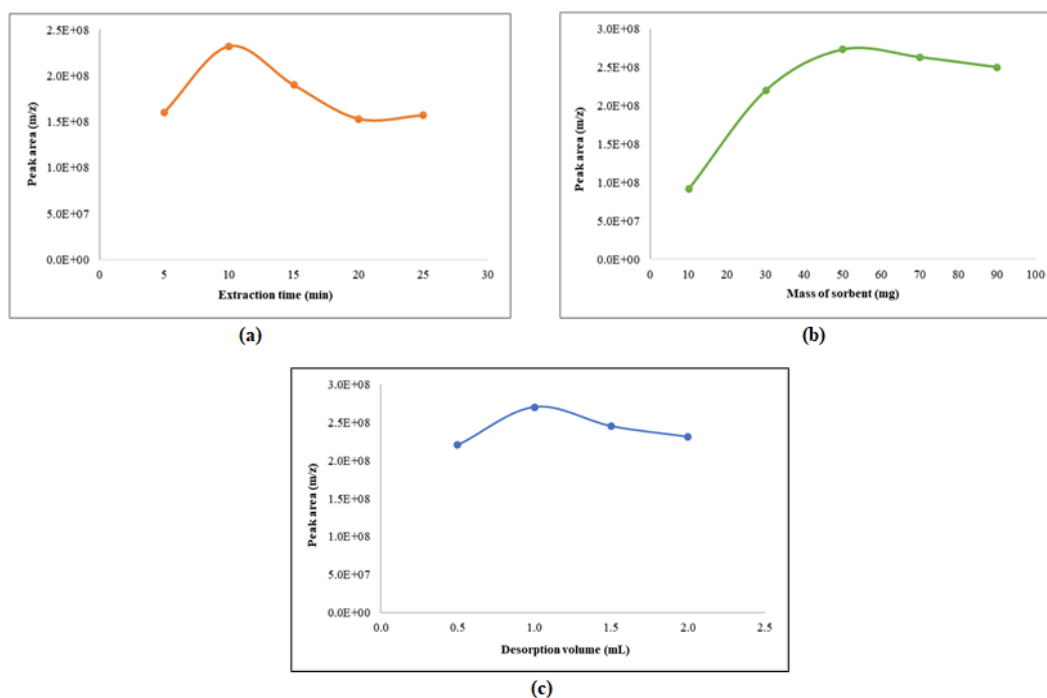 2.5E+08
2.0E+08
1.5E+08
1.0E+08
5.0E+07
0.0E+00
Peak area (m/z)
0 5 10 15 20 25 30
Extraction time (min)
(a)
3.0E+08
2.5E+08
2.0E+08
1.5E+08
1.0E+08
5.0E+07
0.0E+00
Peak area (m/z)
0 10 20 30 40 50 60 70 80 90 100
Mass of sorbent (mg)
(b)
3.0E+08
2.5E+08
2.0E+08
1.5E+08
1.0E+08
5.0E+07
0.0E+00
Peak area (m/z)
0.0 0.5 1.0 1.5 2.0 2.5
Desorption volume (mL)
(c)